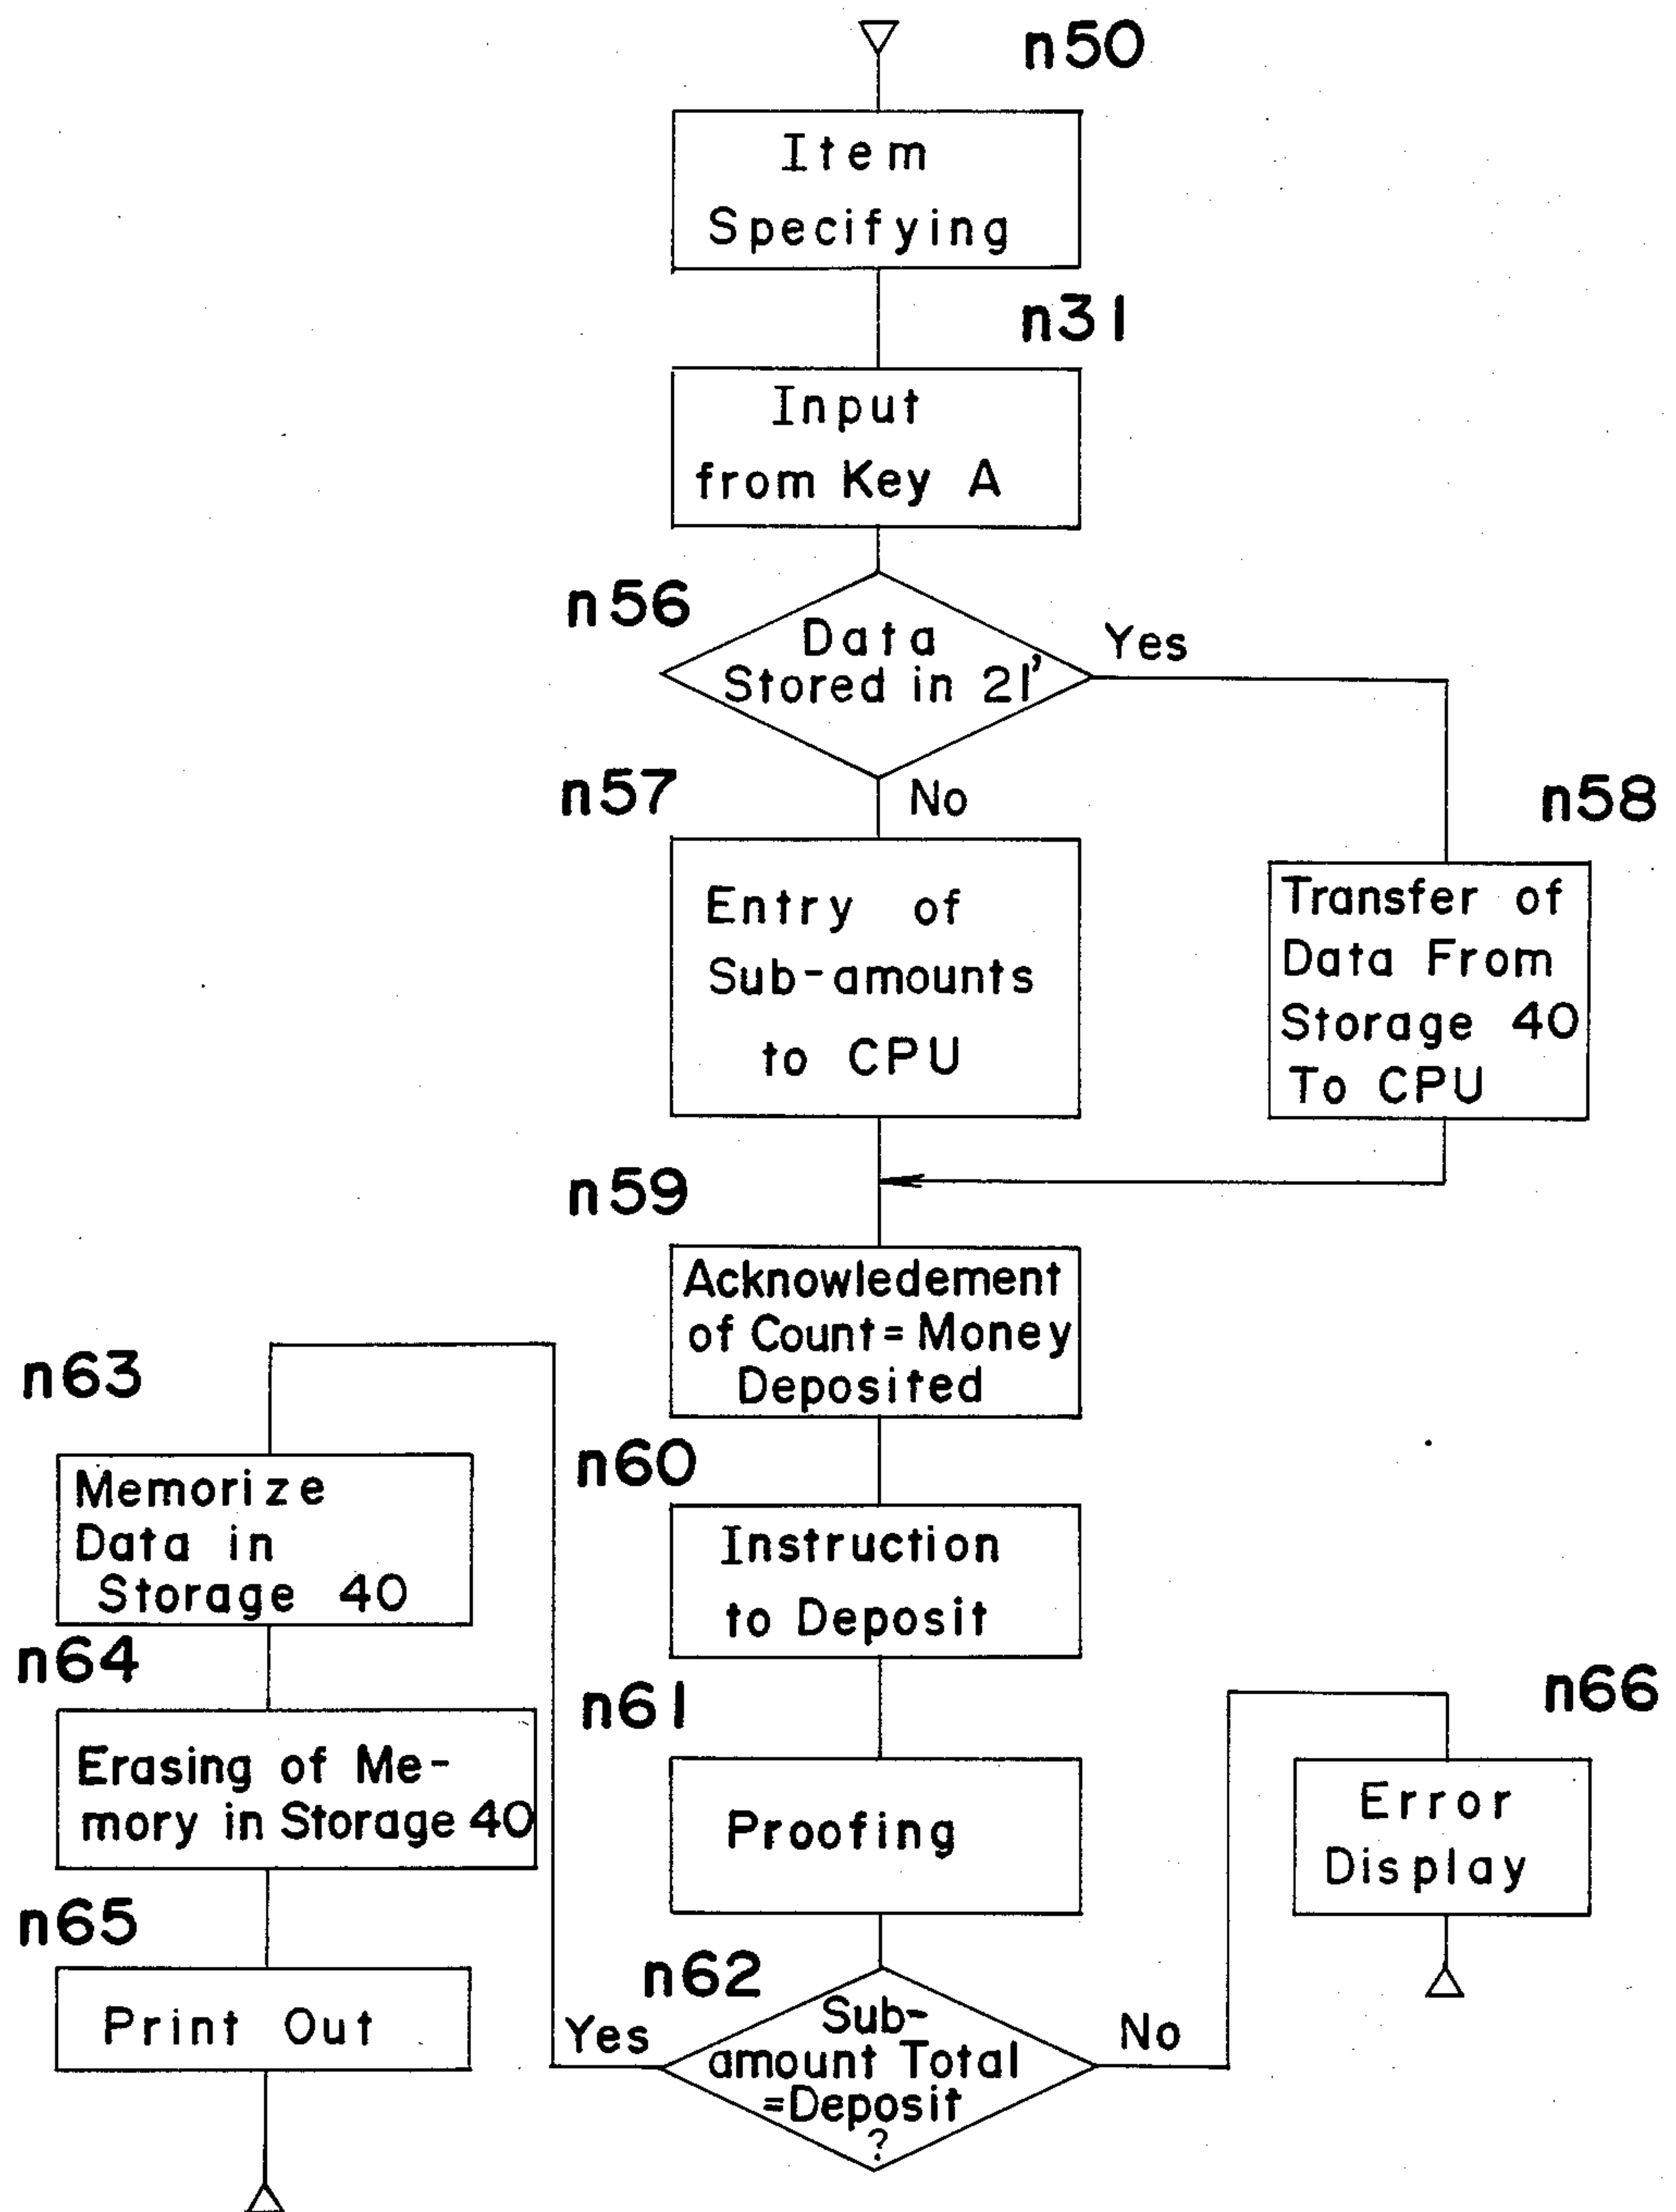 n50
Item
Specifying
n31
Input
from Key A
n56
Data
Stored in 21'
Yes
No
n57
Entry of
Sub-amounts
to CPU
n58
Transfer of
Data From
Storage 40
To CPU
n59
Acknowledement
of Count=Money
Deposited
n60
Instruction
to Deposit
n61
Proofing
n62
Sub-
amount Total
=Deposit
?
Yes
No
n63
Memorize
Data in
Storage 40
n64
Erasing of Me-
mory in Storage 40
n65
Print Out
n66
Error
Display